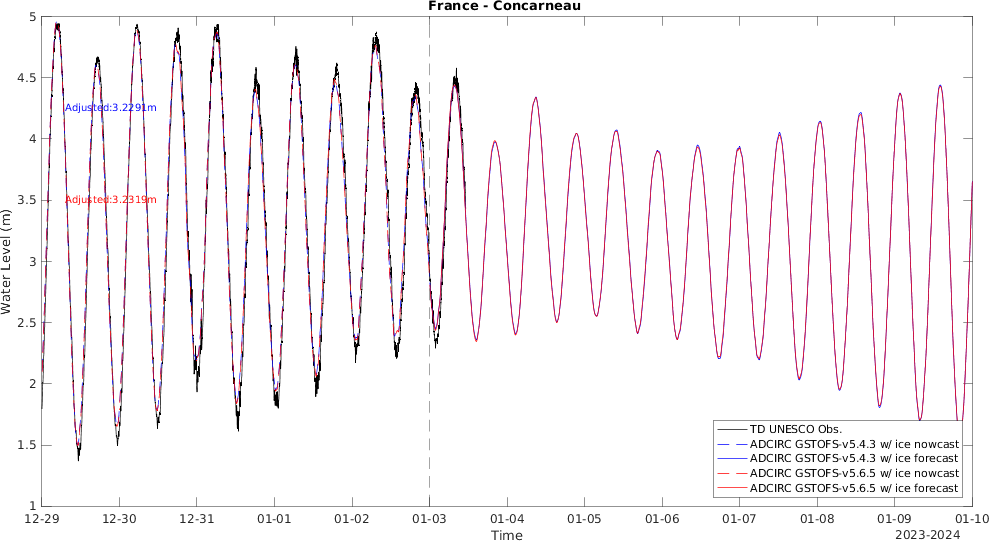 France - Concarneau
5
4.5
4
3.5
3
2.5
2
1.5
1
Water Level (m)
Adjusted:3.2291m
Adjusted:3.2319m
TD UNESCO Obs.
ADCIRC GSTOFS-v5.4.3 w/ ice nowcast
ADCIRC GSTOFS-v5.4.3 w/ ice forecast
ADCIRC GSTOFS-v5.6.5 w/ ice nowcast
ADCIRC GSTOFS-v5.6.5 w/ ice forecast
12-29 12-30 12-31 01-01 01-02 01-03 01-04 01-05 01-06 01-07 01-08 01-09 01-10
Time
2023-2024